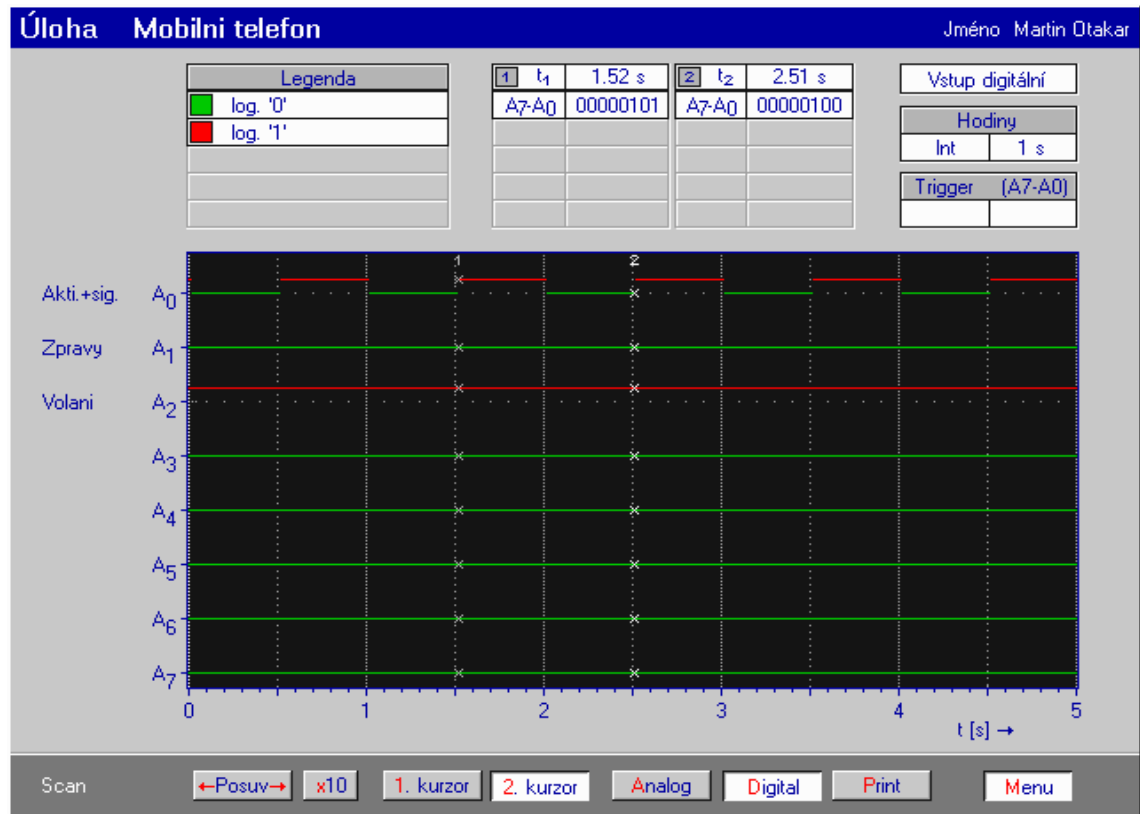 Úloha Mobilni telefon Jméno Martin Otakar
Legenda
log. '0'
log. '1'
1 t1 1.52 s 2 t2 2.51 s
A7-A0 00000101 A7-A0 00000100
Vstup digitální
Hodiny
Int 1 s
Trigger (A7-A0)
1 2
Akti.+sig. A0
Zpravy A1
Volani A2
A3
A4
A5
A6
A7
0 1 2 3 4 5
t [s] →
Scan ←Posuv→ x10 1. kurzor 2. kurzor Analog Digital Print Menu